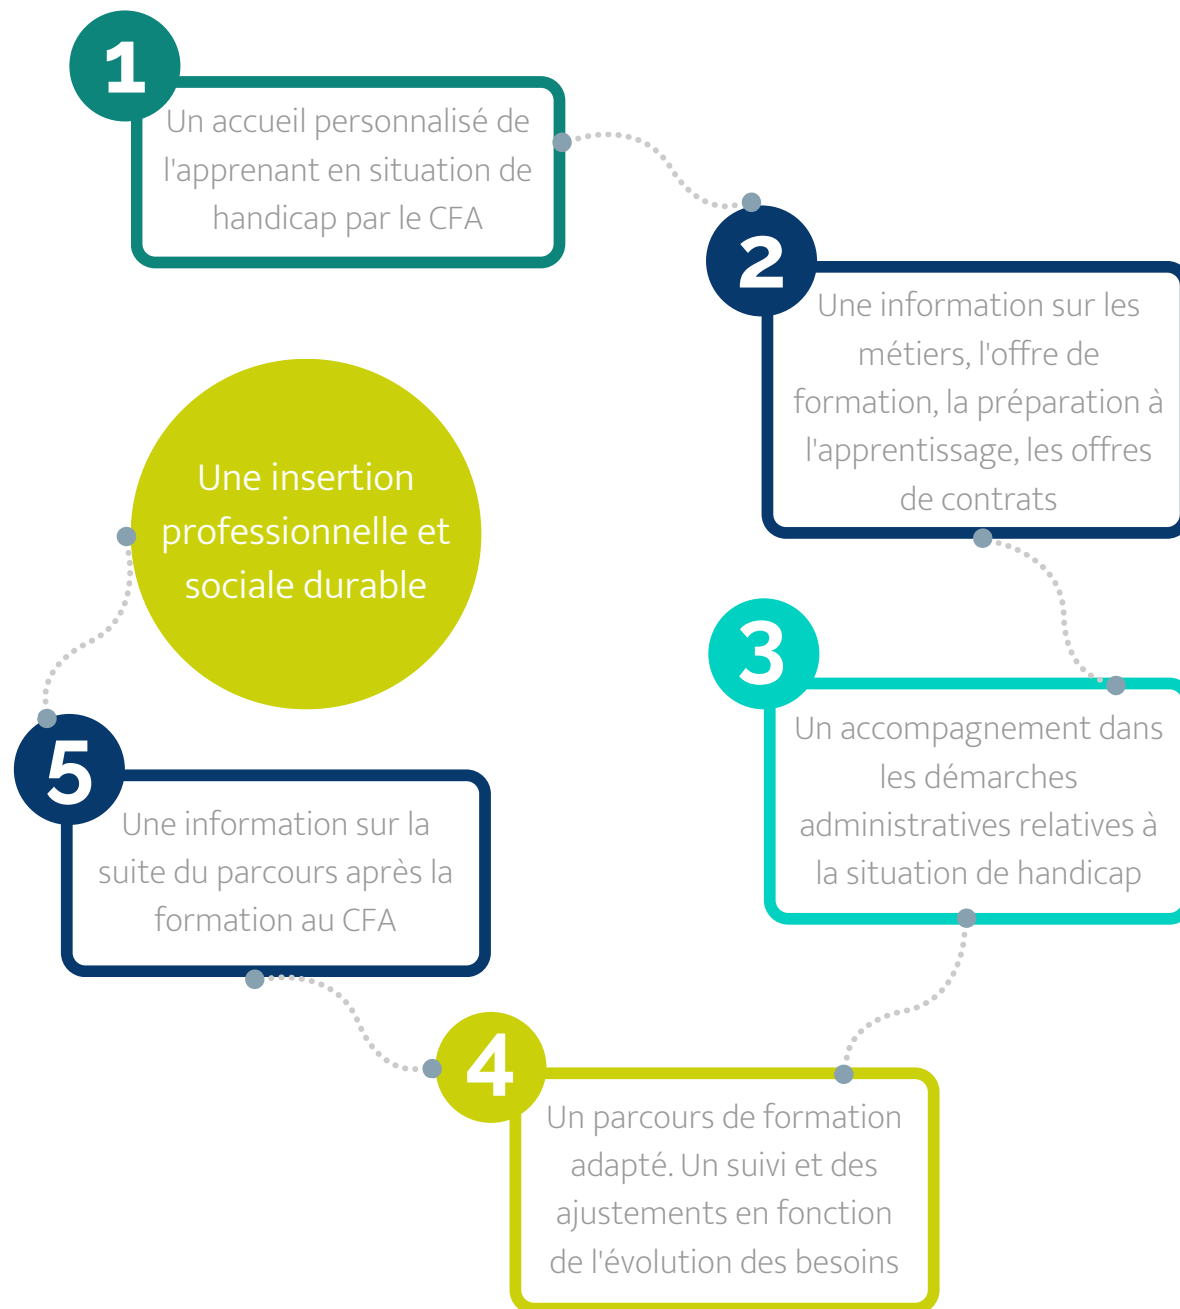 1
Un accueil personnalisé de
l'apprenant en situation de
handicap par le CFA
2
Une information sur les
métiers, l'offre de
formation, la préparation à
l'apprentissage, les offres
de contrats
3
Un accompagnement dans
les démarches
administratives relatives à
la situation de handicap
4
Un parcours de formation
adapté. Un suivi et des
ajustements en fonction
de l'évolution des besoins
5
Une information sur la
suite du parcours après la
formation au CFA
Une insertion
professionnelle et
sociale durable